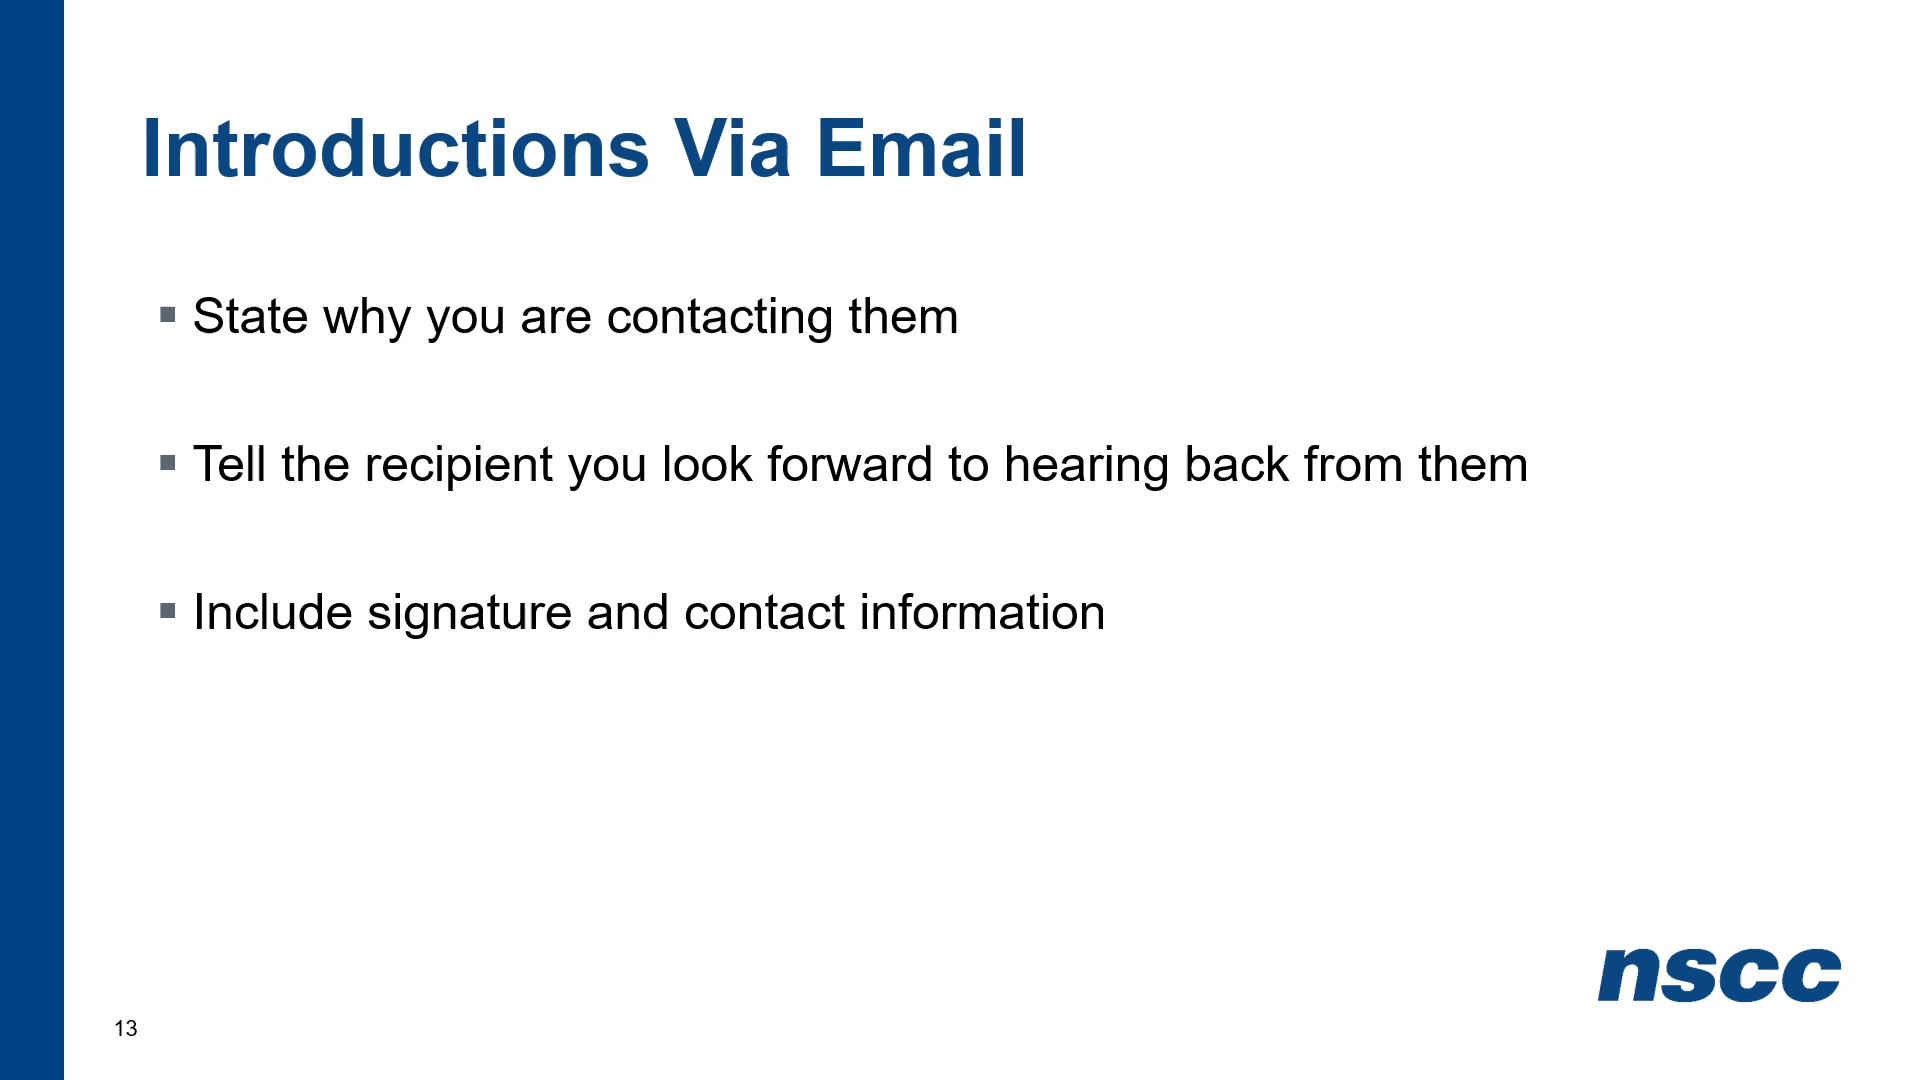 Introductions Via Email
▪ State why you are contacting them
▪ Tell the recipient you look forward to hearing back from them
▪ Include signature and contact information
nscc
13